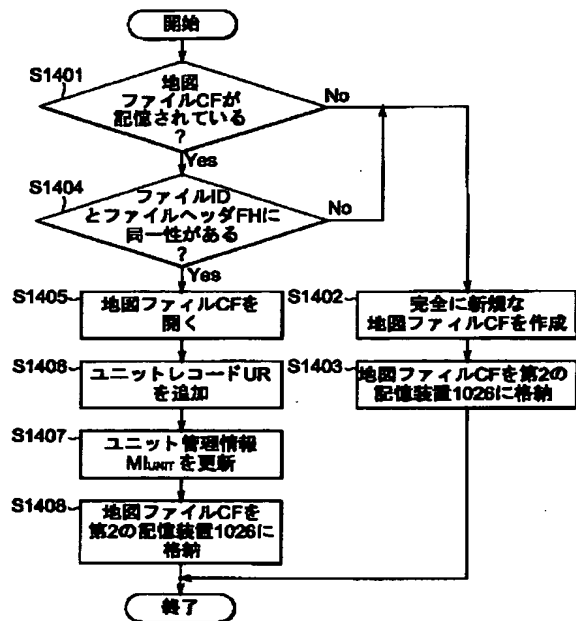 開始
S1401
地図
ファイルCFが
記憶されている
?
No
Yes
S1404
ファイルID
とファイルヘッダFHに
同一性がある
?
No
Yes
S1405
地図ファイルCFを
開く
S1402
完全に新規な
地図ファイルCFを作成
S1406
ユニットレコードUR
を追加
S1403
地図ファイルCFを第2の
記憶装置1026に格納
S1407
ユニット管理情報
MIUNITを更新
S1408
地図ファイルCFを
第2の記憶装置1026に
格納
終了